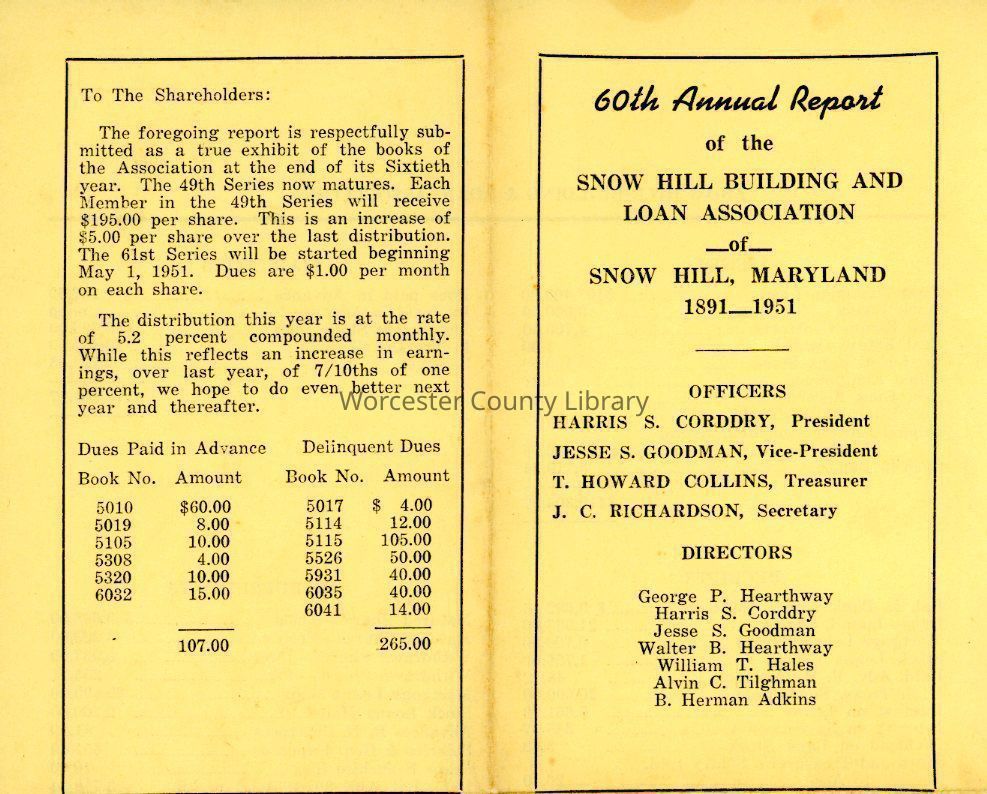 To The Shareholders:
The foregoing report is respectfully sub-
mitted as a true exhibit of the books of
the Association at the end of its Sixtieth
year. The 49th Series now matures. Each
Member in the 49th Series will receive
$195.00 per share. This is an increase of
$5.00 per share over the last distribution.
The 61st Series will be started beginning
May 1, 1951. Dues are $1.00 per month
on each share.
The distribution this year is at the rate
of 5.2 percent compounded monthly.
While this reflects an increase in earn-
ings, over last year, of 7/10ths of one
percent, we hope to do even better next
year and thereafter.
Dues Paid in Advance
Book No. Amount
5010 $60.00
5019 8.00
5105 10.00
5308 4.00
5320 10.00
6032 15.00
107.00
Delinquent Dues
Book No. Amount
5017 $ 4.00
5114 12.00
5115 105.00
5526 50.00
5931 40.00
6035 40.00
6041 14.00
265.00
60th Annual Report
of the
SNOW HILL BUILDING AND
LOAN ASSOCIATION
—of—
SNOW HILL, MARYLAND
1891—1951
OFFICERS
HARRIS S. CORDDRY, President
JESSE S. GOODMAN, Vice-President
T. HOWARD COLLINS, Treasurer
J. C. RICHARDSON, Secretary
DIRECTORS
George P. Hearthway
Harris S. Corddry
Jesse S. Goodman
Walter B. Hearthway
William T. Hales
Alvin C. Tilghman
B. Herman Adkins
Worcester County Library